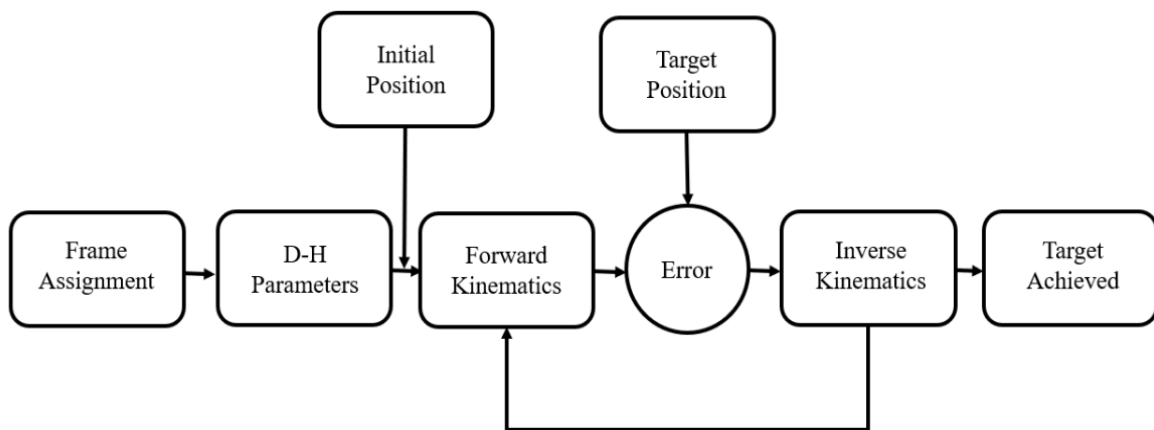 Initial
Position
Target
Position
Frame
Assignment
D-H
Parameters
Forward
Kinematics
Error
Inverse
Kinematics
Target
Achieved